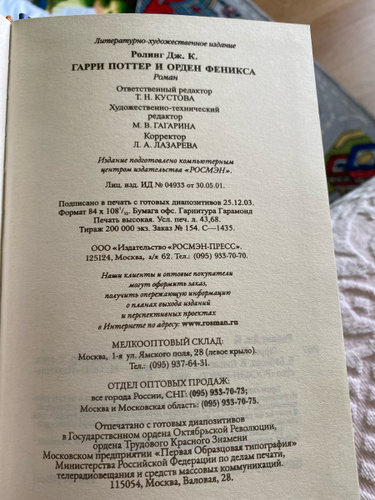 Литературно-художественное издание
Ролинг Дж. К.
ГАРРИ ПОТТЕР И ОРДЕН ФЕНИКСА
Роман
Ответственный редактор
Т. Н. КУСТОВА
Художественно-технический
редактор
М. В. ГАГАРИНА
Корректор
Л. А. ЛАЗАРЕВА
Издание подготовлено компьютерным
центром издательства «РОСМЭН».
Лиц. изд. ИД № 04933 от 30.05.01.
Подписано в печать с готовых диапозитивов 25.12.03.
Формат 84 х 108¹/₃₂. Бумага офс. Гарнитура Гарамонд
Печать высокая. Усл. печ. л. 43,68.
Тираж 200 000 экз. Заказ № 154. С—1435.
ООО «Издательство «РОСМЭН-ПРЕСС».
125124, Москва, а/я 62. Тел.: (095) 933-70-70.
Наши клиенты и оптовые покупатели
могут оформить заказ,
получить опережающую информацию
о планах выхода изданий
и перспективных проектах
в Интернете по адресу: www.rosman.ru
МЕЛКООПТОВЫЙ СКЛАД:
Москва, 1-я ул. Ямского поля, 28 (левое крыло).
Тел.: (095) 937-64-31.
ОТДЕЛ ОПТОВЫХ ПРОДАЖ:
все города России, СНГ: (095) 933-70-73;
Москва и Московская область: (095) 933-70-75.
Отпечатано с готовых диапозитивов
в Государственном ордена Октябрьской Революции,
ордена Трудового Красного Знамени
Московском предприятии «Первая Образцовая типография»
Министерства Российской Федерации по делам печати,
телерадиовещания и средств массовых коммуникаций.
115054, Москва, Валовая, 28.